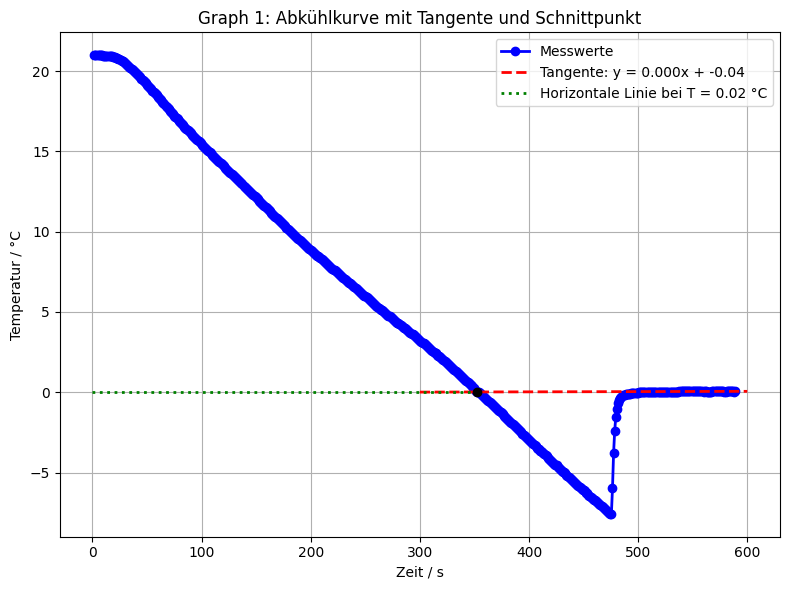 Graph 1: Abkühlkurve mit Tangente und Schnittpunkt
Messwerte
Tangente: y = 0.000x + -0.04
Horizontale Linie bei T = 0.02 °C
Temperatur / °C
20
15
10
5
0
−5
0 100 200 300 400 500 600
Zeit / s